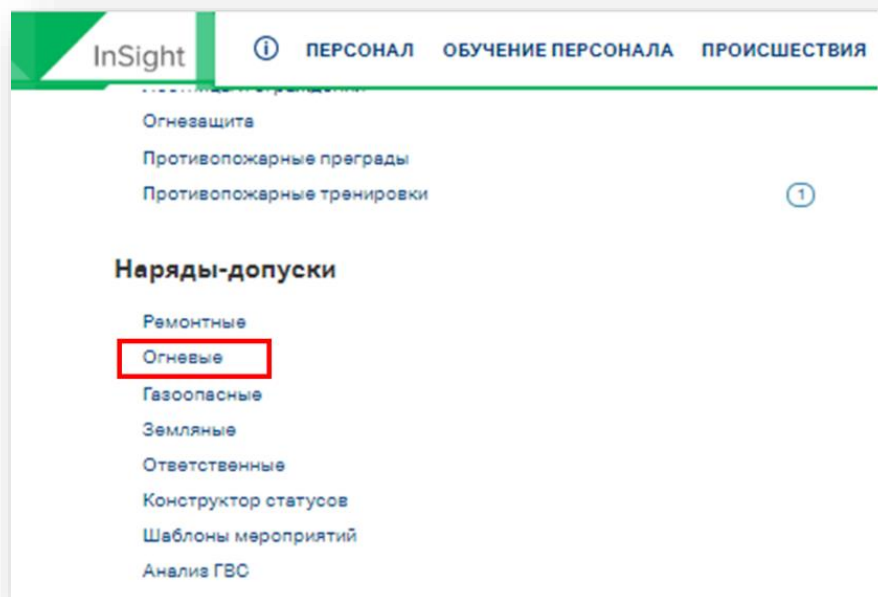 InSight
ПЕРСОНАЛ ОБУЧЕНИЕ ПЕРСОНАЛА ПРОИСШЕСТВИЯ
Огнезащита
Противопожарные преграды
Противопожарные тренировки 1
Наряды-допуски
Ремонтные
Огневые
Газоопасные
Земляные
Ответственные
Конструктор статусов
Шаблоны мероприятий
Анализ ГВС